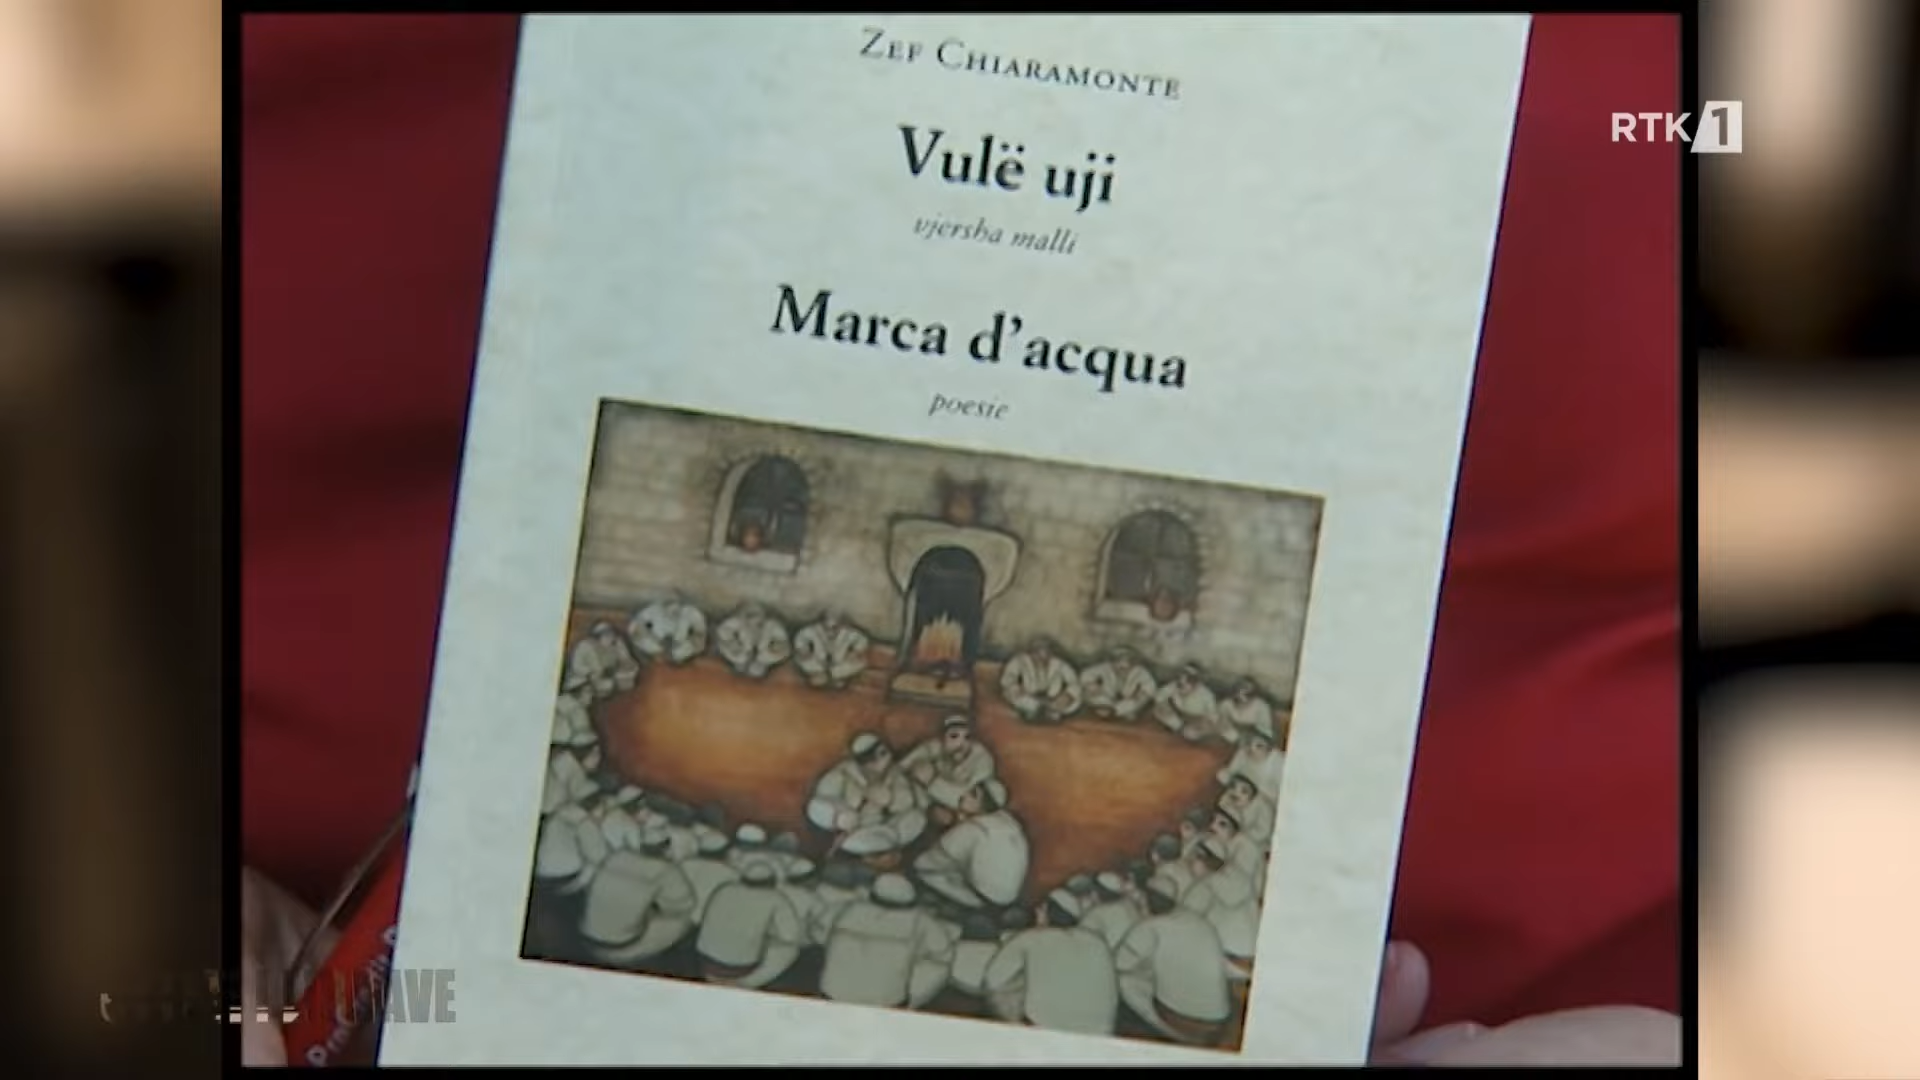 ZEF CHIARAMONTE
Vulë uji
vjersha malli
Marca d'acqua
poesie
RTK 1